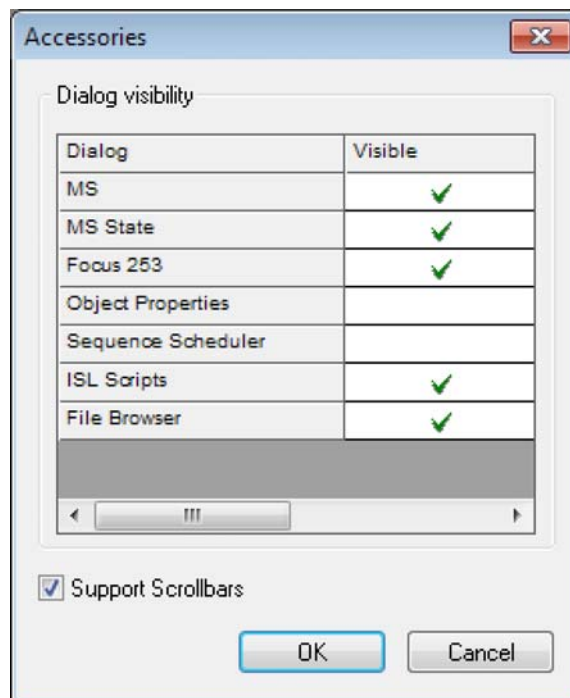 Accessories
Dialog visibility
Dialog Visible
MS
MS State
Focus 253
Object Properties
Sequence Scheduler
ISL Scripts
File Browser
Support Scrollbars
OK Cancel